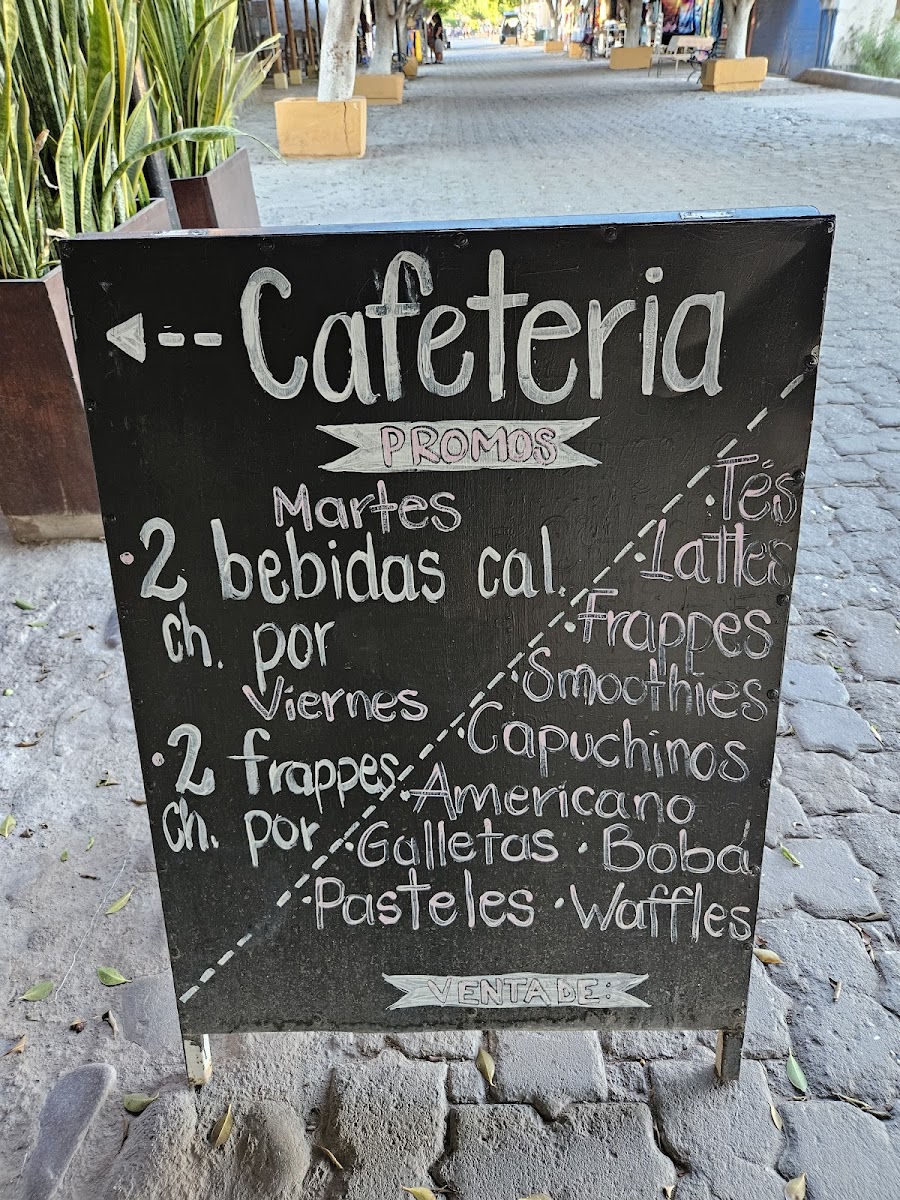 Cafeteria
PROMOS
Martes
• 2 bebidas cal.
ch. por
Viernes
• 2 frappes
ch. por
• Tés
• Lattes
• Frappes
• Smoothies
• Capuchinos
• Americano
• Galletas • Boba
• Pasteles • Waffles
VENTA DE: